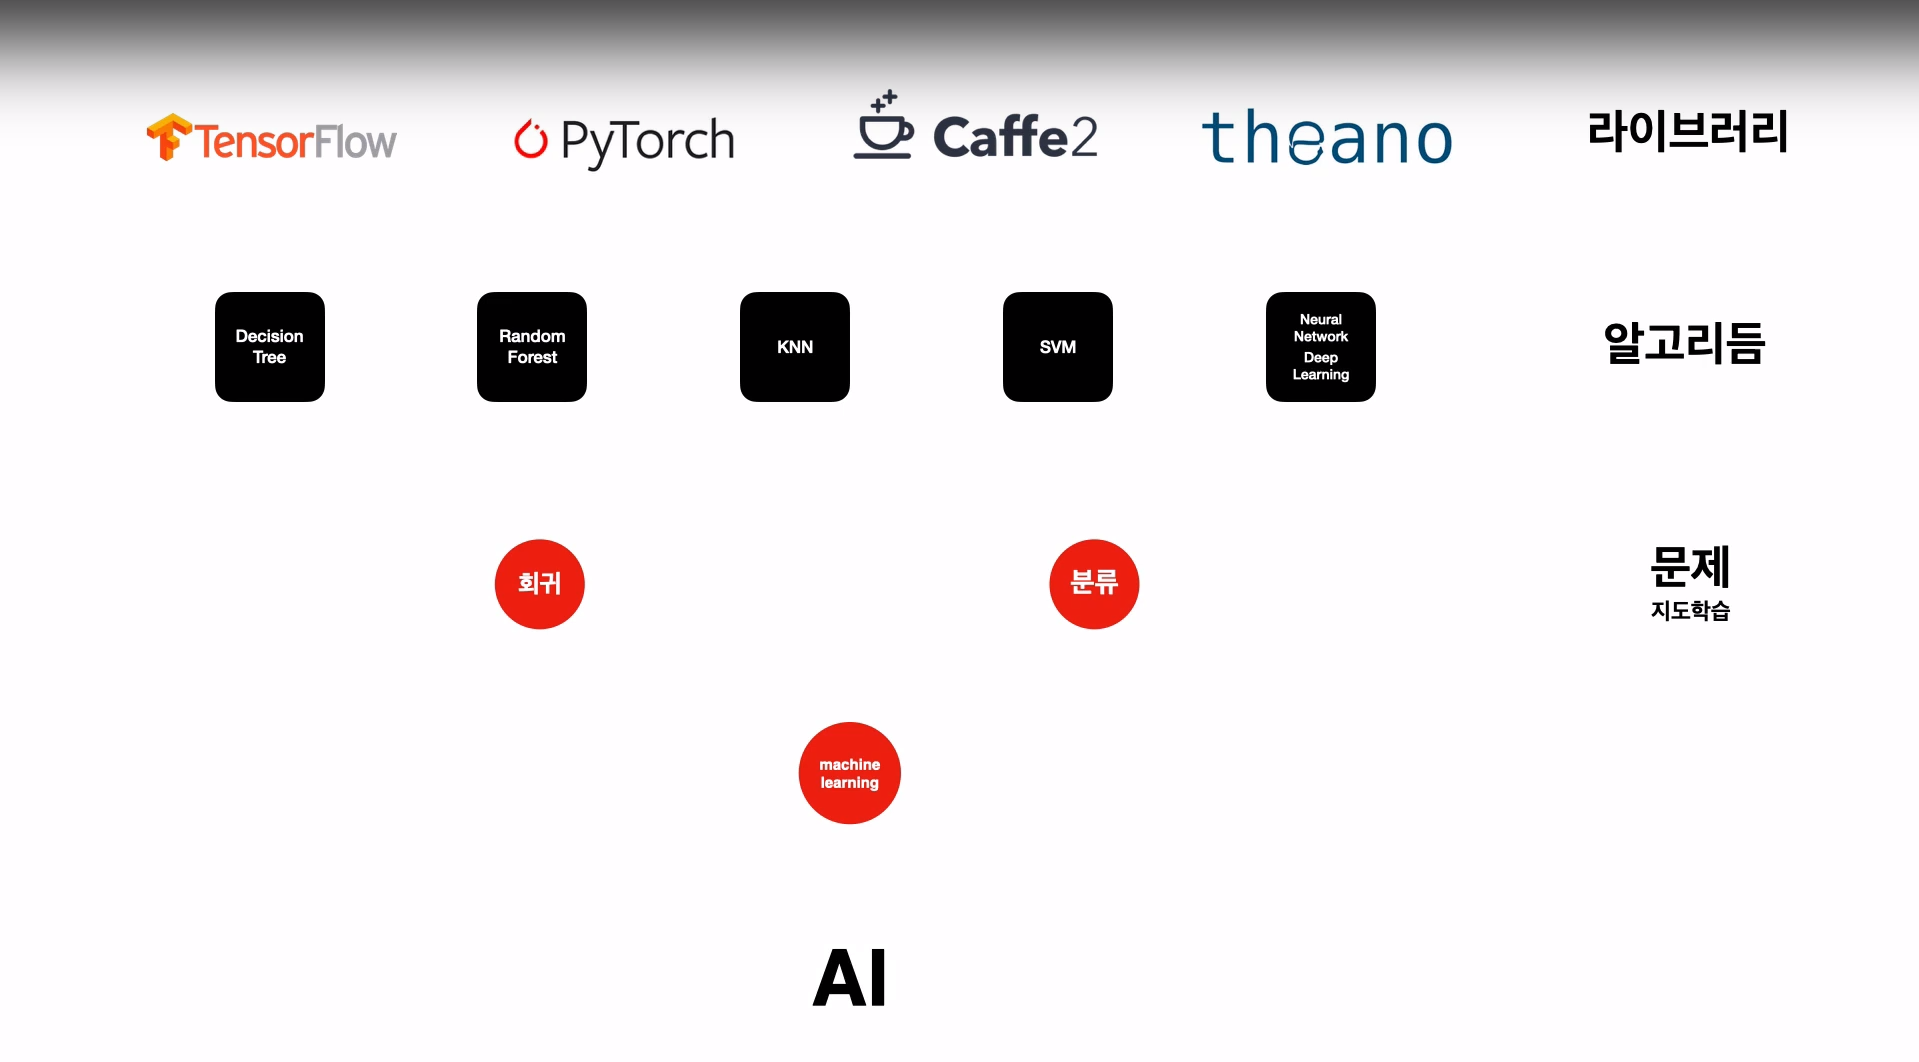 TensorFlow
PyTorch
Caffe2
theano
라이브러리
Decision
Tree
Random
Forest
KNN
SVM
Neural
Network
Deep
Learning
알고리듬
회귀
분류
문제
지도학습
machine
learning
AI